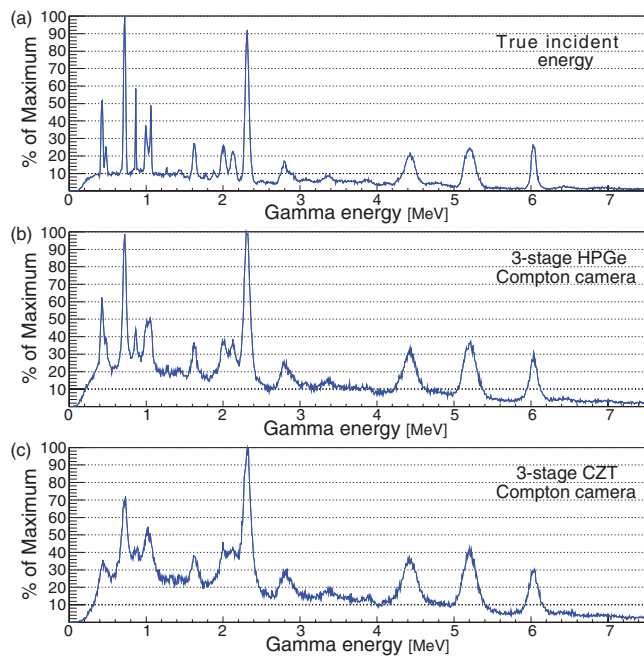 (a)
True incident
energy
% of Maximum
100
90
80
70
60
50
40
30
20
10
0 1 2 3 4 5 6 7
Gamma energy [MeV]
(b)
3-stage HPGe
Compton camera
% of Maximum
100
90
80
70
60
50
40
30
20
10
0 1 2 3 4 5 6 7
Gamma energy [MeV]
(c)
3-stage CZT
Compton camera
% of Maximum
100
90
80
70
60
50
40
30
20
10
0 1 2 3 4 5 6 7
Gamma energy [MeV]